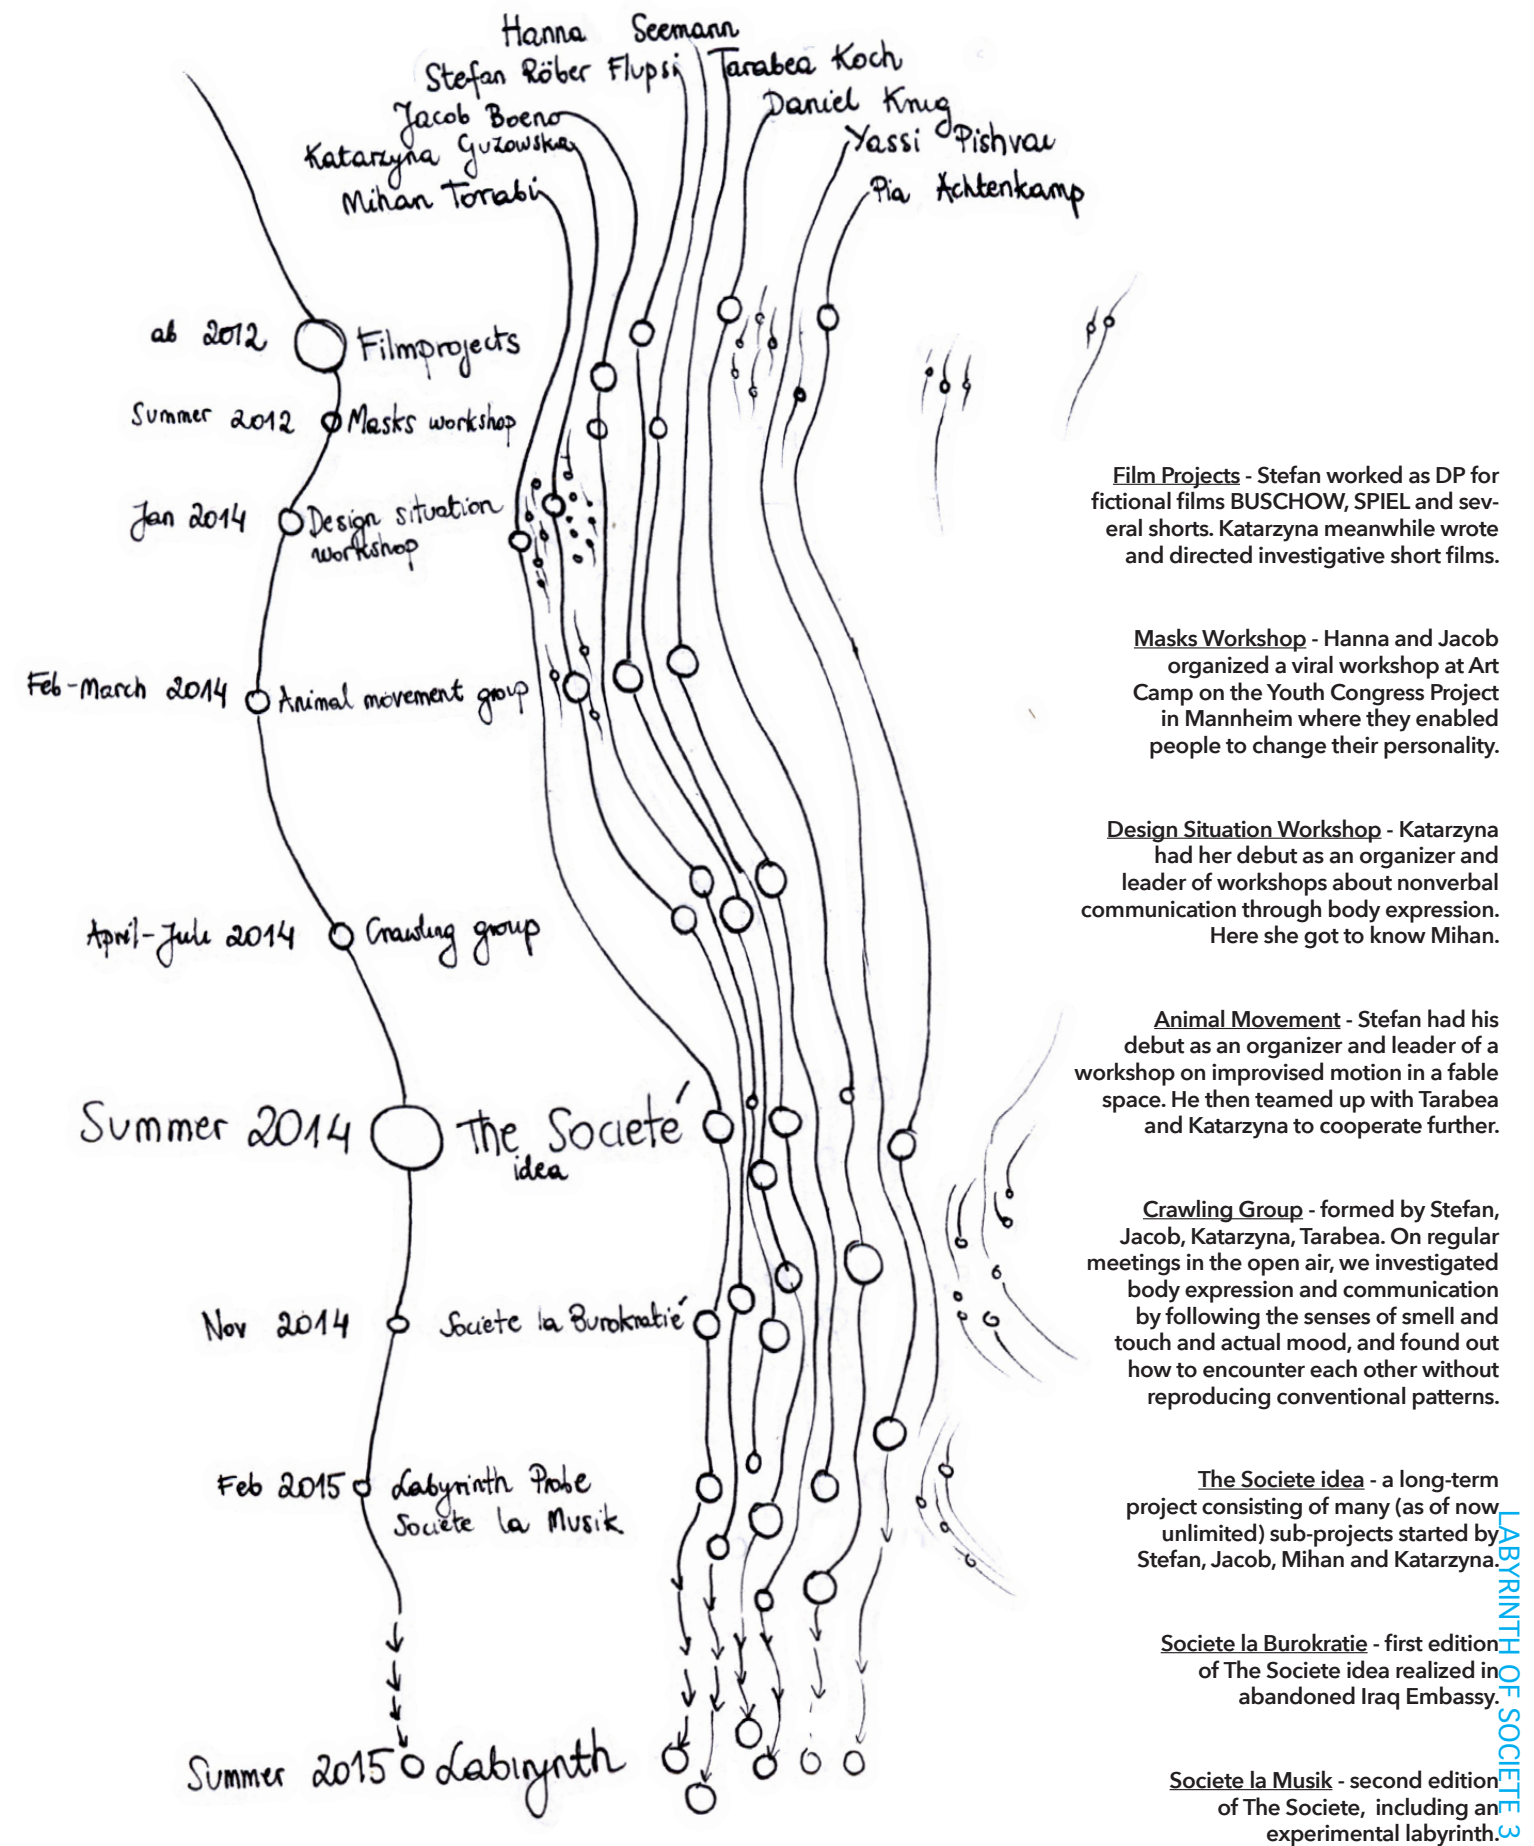 Hanna Seemann
Stefan Röber Flupsi Tarabea Koch
Jacob Boeno Daniel Krug
Katarzyna Guzowska Yassi Pishvai
Mihan Torabi Pia Achtenkamp
ab 2012 Filmprojects
Summer 2012 Masks workshop
Jan 2014 Design situation
workshop
Feb-March 2014 Animal movement group
April-Juli 2014 Crawling group
Summer 2014 The Societé
idea
Nov 2014 Societe la Burokratié
Feb 2015 Labyrinth Probe
Societe la Musik
Summer 2015 Labirynth
Film Projects - Stefan worked as DP for
fictional films BUSCHOW, SPIEL and sev-
eral shorts. Katarzyna meanwhile wrote
and directed investigative short films.
Masks Workshop - Hanna and Jacob
organized a viral workshop at Art
Camp on the Youth Congress Project
in Mannheim where they enabled
people to change their personality.
Design Situation Workshop - Katarzyna
had her debut as an organizer and
leader of workshops about nonverbal
communication through body expression.
Here she got to know Mihan.
Animal Movement - Stefan had his
debut as an organizer and leader of a
workshop on improvised motion in a fable
space. He then teamed up with Tarabea
and Katarzyna to cooperate further.
Crawling Group - formed by Stefan,
Jacob, Katarzyna, Tarabea. On regular
meetings in the open air, we investigated
body expression and communication
by following the senses of smell and
touch and actual mood, and found out
how to encounter each other without
reproducing conventional patterns.
The Societe idea - a long-term
project consisting of many (as of now
unlimited) sub-projects started by
Stefan, Jacob, Mihan and Katarzyna.
Societe la Burokratie - first edition
of The Societe idea realized in
abandoned Iraq Embassy.
Societe la Musik - second edition
of The Societe, including an
experimental labyrinth.
LABYRINTH OF SOCIETE 3